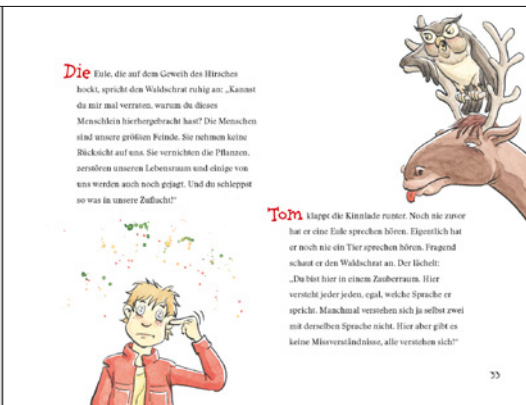 Die Eule, die auf dem Geweih des Hirsches
hockt, spricht den Waldschrat ruhig an: „Kannst
du mir mal verraten, warum du dieses
Menschlein hierhergebracht hast? Die Menschen
sind unsere größten Feinde. Sie nehmen keine
Rücksicht auf uns. Sie vernichten die Pflanzen,
zerstören unseren Lebensraum und einige von
uns werden auch noch gejagt. Und du schleppst
so was in unsere Zuflucht!“
Tom klappt die Kinnlade runter. Noch nie zuvor
hat er eine Eule sprechen hören. Eigentlich hat
er noch nie ein Tier sprechen hören. Fragend
schaut er den Waldschrat an. Der lächelt:
„Du bist hier in einem Zauberraum. Hier
versteht jeder jeden, egal, welche Sprache er
spricht. Manchmal verstehen sich ja selbst zwei
mit derselben Sprache nicht. Hier aber gibt es
keine Missverständnisse, alle verstehen sich!“
33